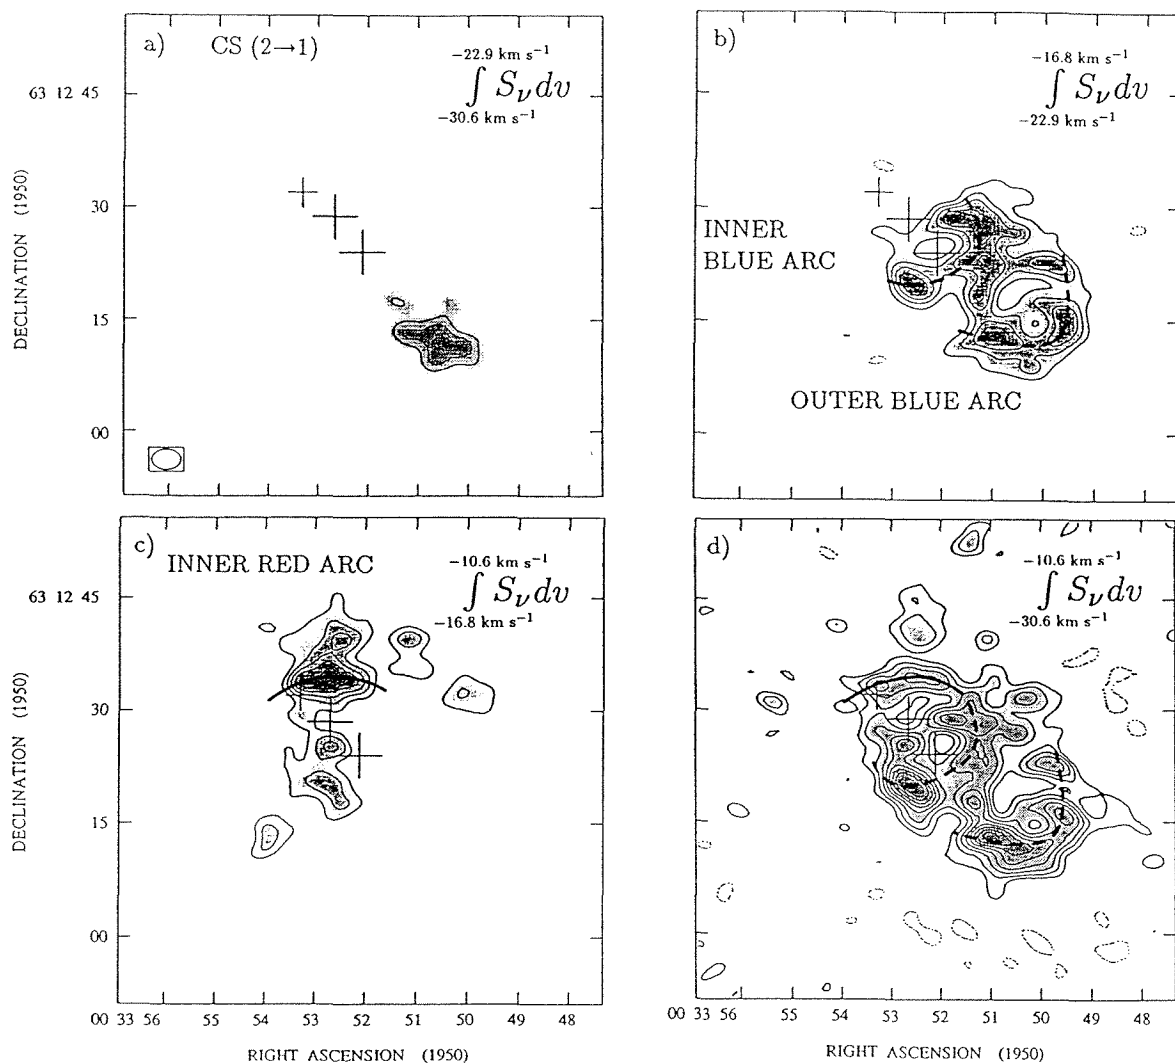 a) CS (2→1)
−22.9 km s⁻¹
∫ Sν dv
−30.6 km s⁻¹
63 12 45
30
15
00
DECLINATION (1950)
b)
−16.8 km s⁻¹
∫ Sν dv
−22.9 km s⁻¹
INNER
BLUE ARC
OUTER BLUE ARC
c)
INNER RED ARC
−10.6 km s⁻¹
∫ Sν dv
−16.8 km s⁻¹
63 12 45
30
15
00
DECLINATION (1950)
00 33 56 55 54 53 52 51 50 49 48
RIGHT ASCENSION (1950)
d)
−10.6 km s⁻¹
∫ Sν dv
−30.6 km s⁻¹
00 33 56 55 54 53 52 51 50 49 48
RIGHT ASCENSION (1950)